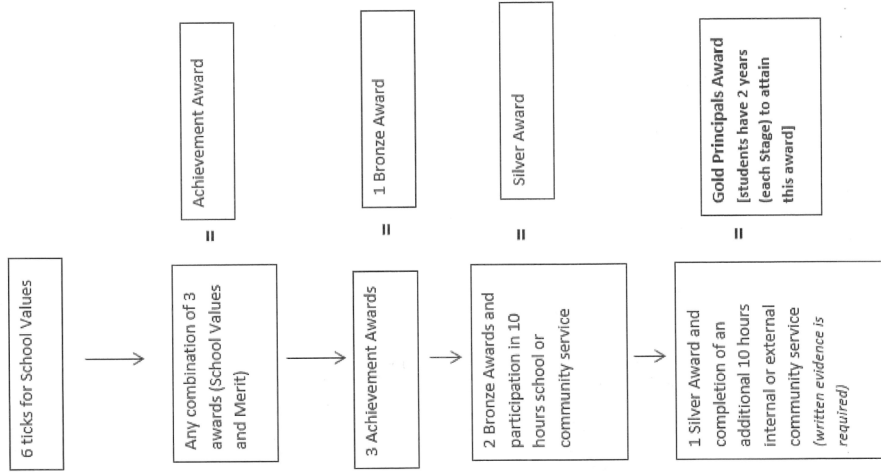 6 ticks for School Values
Any combination of 3
awards (School Values
and Merit)
=
Achievement Award
3 Achievement Awards
=
1 Bronze Award
2 Bronze Awards and
participation in 10
hours school or
community service
=
Silver Award
1 Silver Award and
completion of an
additional 10 hours
internal or external
community service
(written evidence is
required)
=
Gold Principals Award
[students have 2 years
(each Stage) to attain
this award]